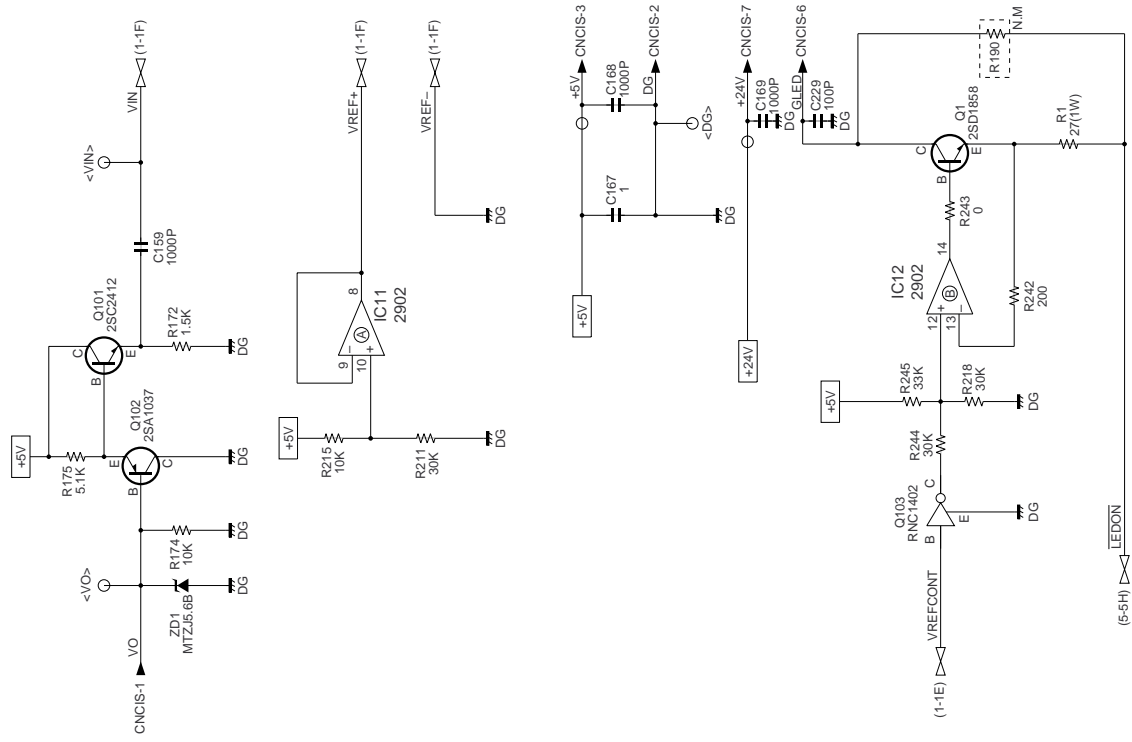 CNCIS-1
VO
<VO>
ZD1
MTZJ5.6B
DG
R174
10K
DG
+5V
R175
5.1K
B
E
C
Q102
2SA1037
DG
B
C
E
Q101
2SC2412
R172
1.5K
DG
C159
1000P
<VIN>
VIN
(1-1F)
+5V
R215
10K
R211
30K
DG
9
10
8
A
IC11
2902
VREF+
(1-1F)
VREF–
(1-1F)
DG
+5V
C167
1
DG
<DG>
C168
1000P
+5V
CNCIS-3
DG
CNCIS-2
+24V
+24V
CNCIS-7
C169
1000P
DG
GLED
CNCIS-6
C229
100P
DG
(1-1E)
VREFCONT
Q103
RNC1402
B
C
E
DG
R244
30K
+5V
R245
33K
R218
30K
DG
12
13
14
B
IC12
2902
R242
200
R243
0
B
C
E
Q1
2SD1858
R1
27(1W)
R190
N.M
LEDON
(5-5H)